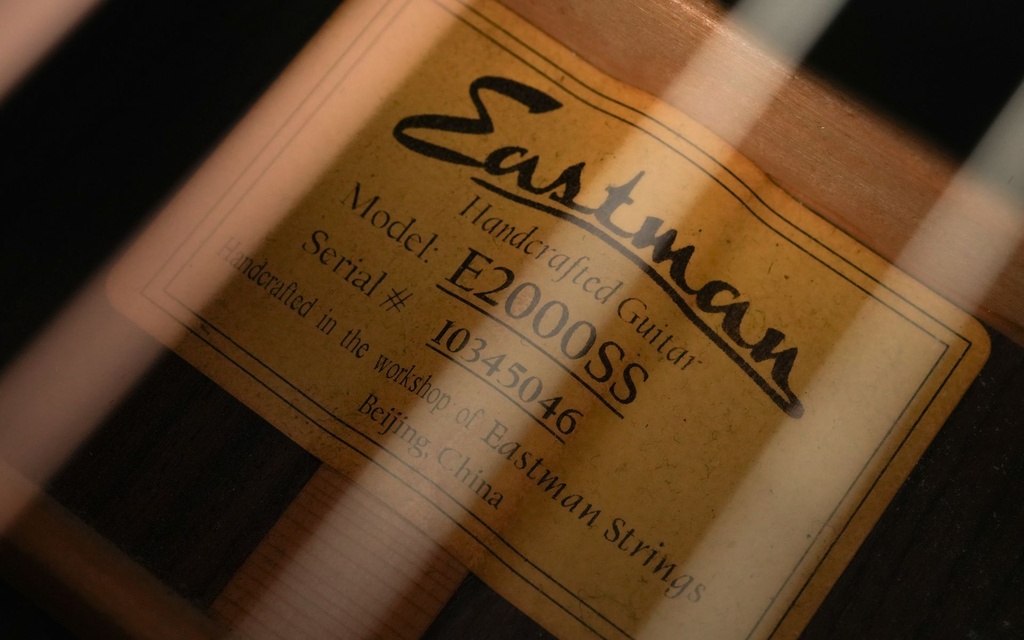 Eastman
Handcrafted Guitar
Model: E2000SS
Serial # 10345046
Handcrafted in the workshop of Eastman Strings
Beijing, China